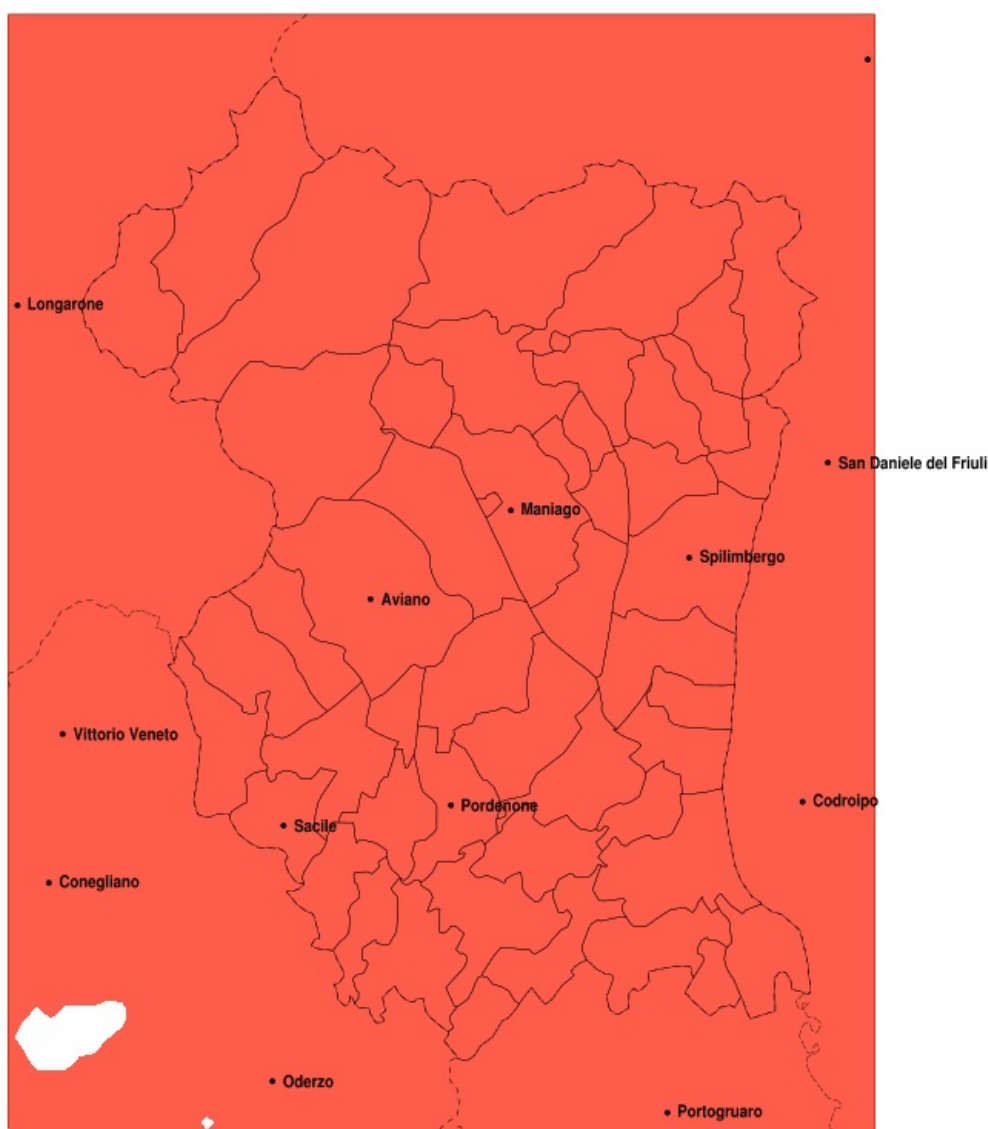 Longarone
San Daniele del Friuli
Maniago
Spilimbergo
Aviano
Vittorio Veneto
Codroipo
Pordenone
Sacile
Conegliano
Oderzo
Portogruaro